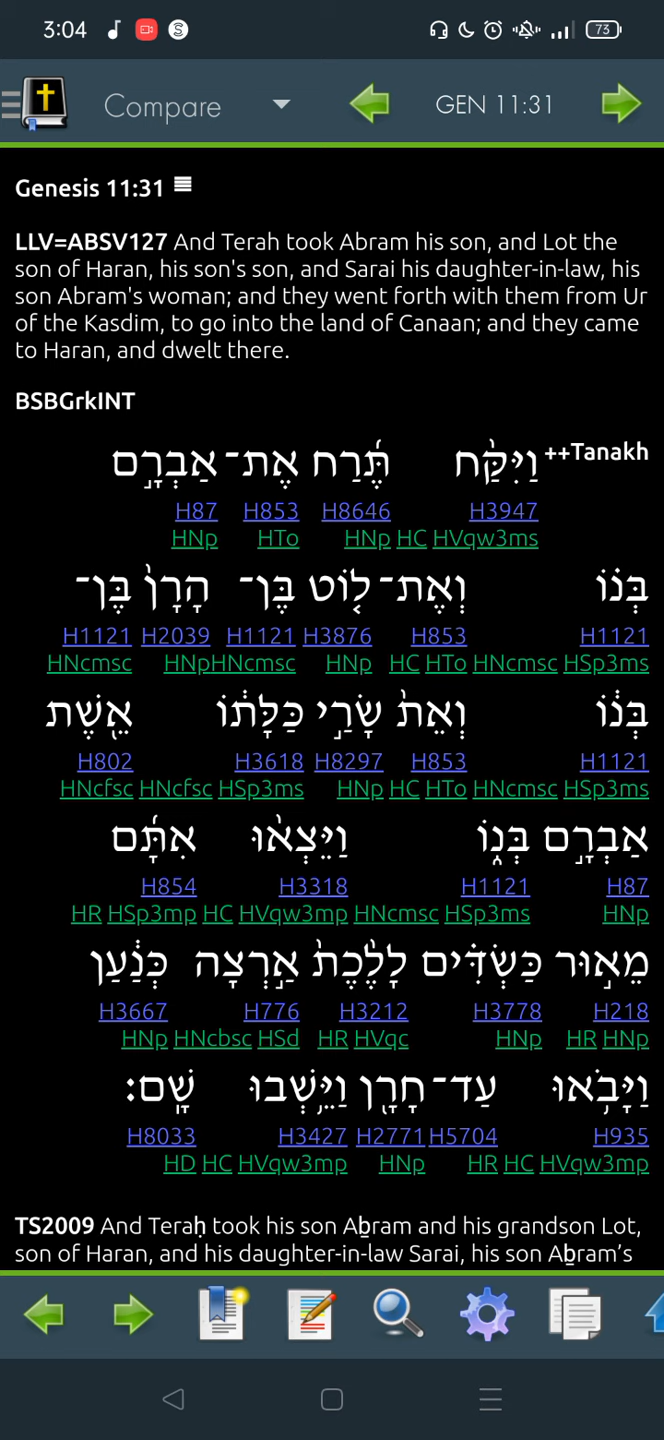 3:04
73
Compare
GEN 11:31
Genesis 11:31
LLV=ABSV127 And Terah took Abram his son, and Lot the
son of Haran, his son's son, and Sarai his daughter-in-law, his
son Abram's woman; and they went forth with them from Ur
of the Kasdim, to go into the land of Canaan; and they came
to Haran, and dwelt there.
BSBGrkINT
++Tanakh וַיִּקַּ֨ח תֶּ֜רַח אֶת־אַבְרָ֣ם
H87 H853 H8646 H3947
HNp HTo HNp HC HVqw3ms
בְּנ֗וֹ וְאֶת־ל֤וֹט בֶּן־הָרָן֙ בֶּן־
H1121 H2039 H1121 H3876 H853 H1121
HNcmsc HNpHNcmsc HNp HC HTo HNcmsc HSp3ms
בְּנ֔וֹ וְאֵת֙ שָׂרַ֣י כַּלָּת֔וֹ אֵ֖שֶׁת
H802 H3618 H8297 H853 H1121
HNcfsc HNcfsc HSp3ms HNp HC HTo HNcmsc HSp3ms
אַבְרָ֣ם בְּנ֑וֹ וַיֵּצְא֨וּ אִתָּ֜ם
H854 H3318 H1121 H87
HR HSp3mp HC HVqw3mp HNcmsc HSp3ms HNp
מֵא֣וּר כַּשְׂדִּ֗ים לָלֶ֙כֶת֙ אַ֣רְצָה כְּנַ֔עַן
H3667 H776 H3212 H3778 H218
HNp HNcbsc HSd HR HVqc HNp HR HNp
וַיָּבֹ֥אוּ עַד־חָרָ֖ן וַיֵּ֥שְׁבוּ שָֽׁם׃
H8033 H3427 H2771 H5704 H935
HD HC HVqw3mp HNp HR HC HVqw3mp
TS2009 And Teraḥ took his son Aḇram and his grandson Lot,
son of Haran, and his daughter-in-law Sarai, his son Aḇram’s